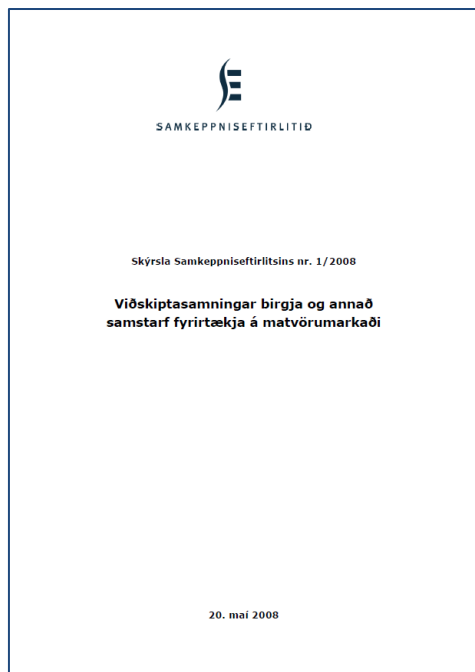 SAMKEPPNISEFTIRLITIÐ
Skýrsla Samkeppniseftirlitsins nr. 1/2008
Viðskiptasamningar birgja og annað
samstarf fyrirtækja á matvörumarkaði
20. maí 2008